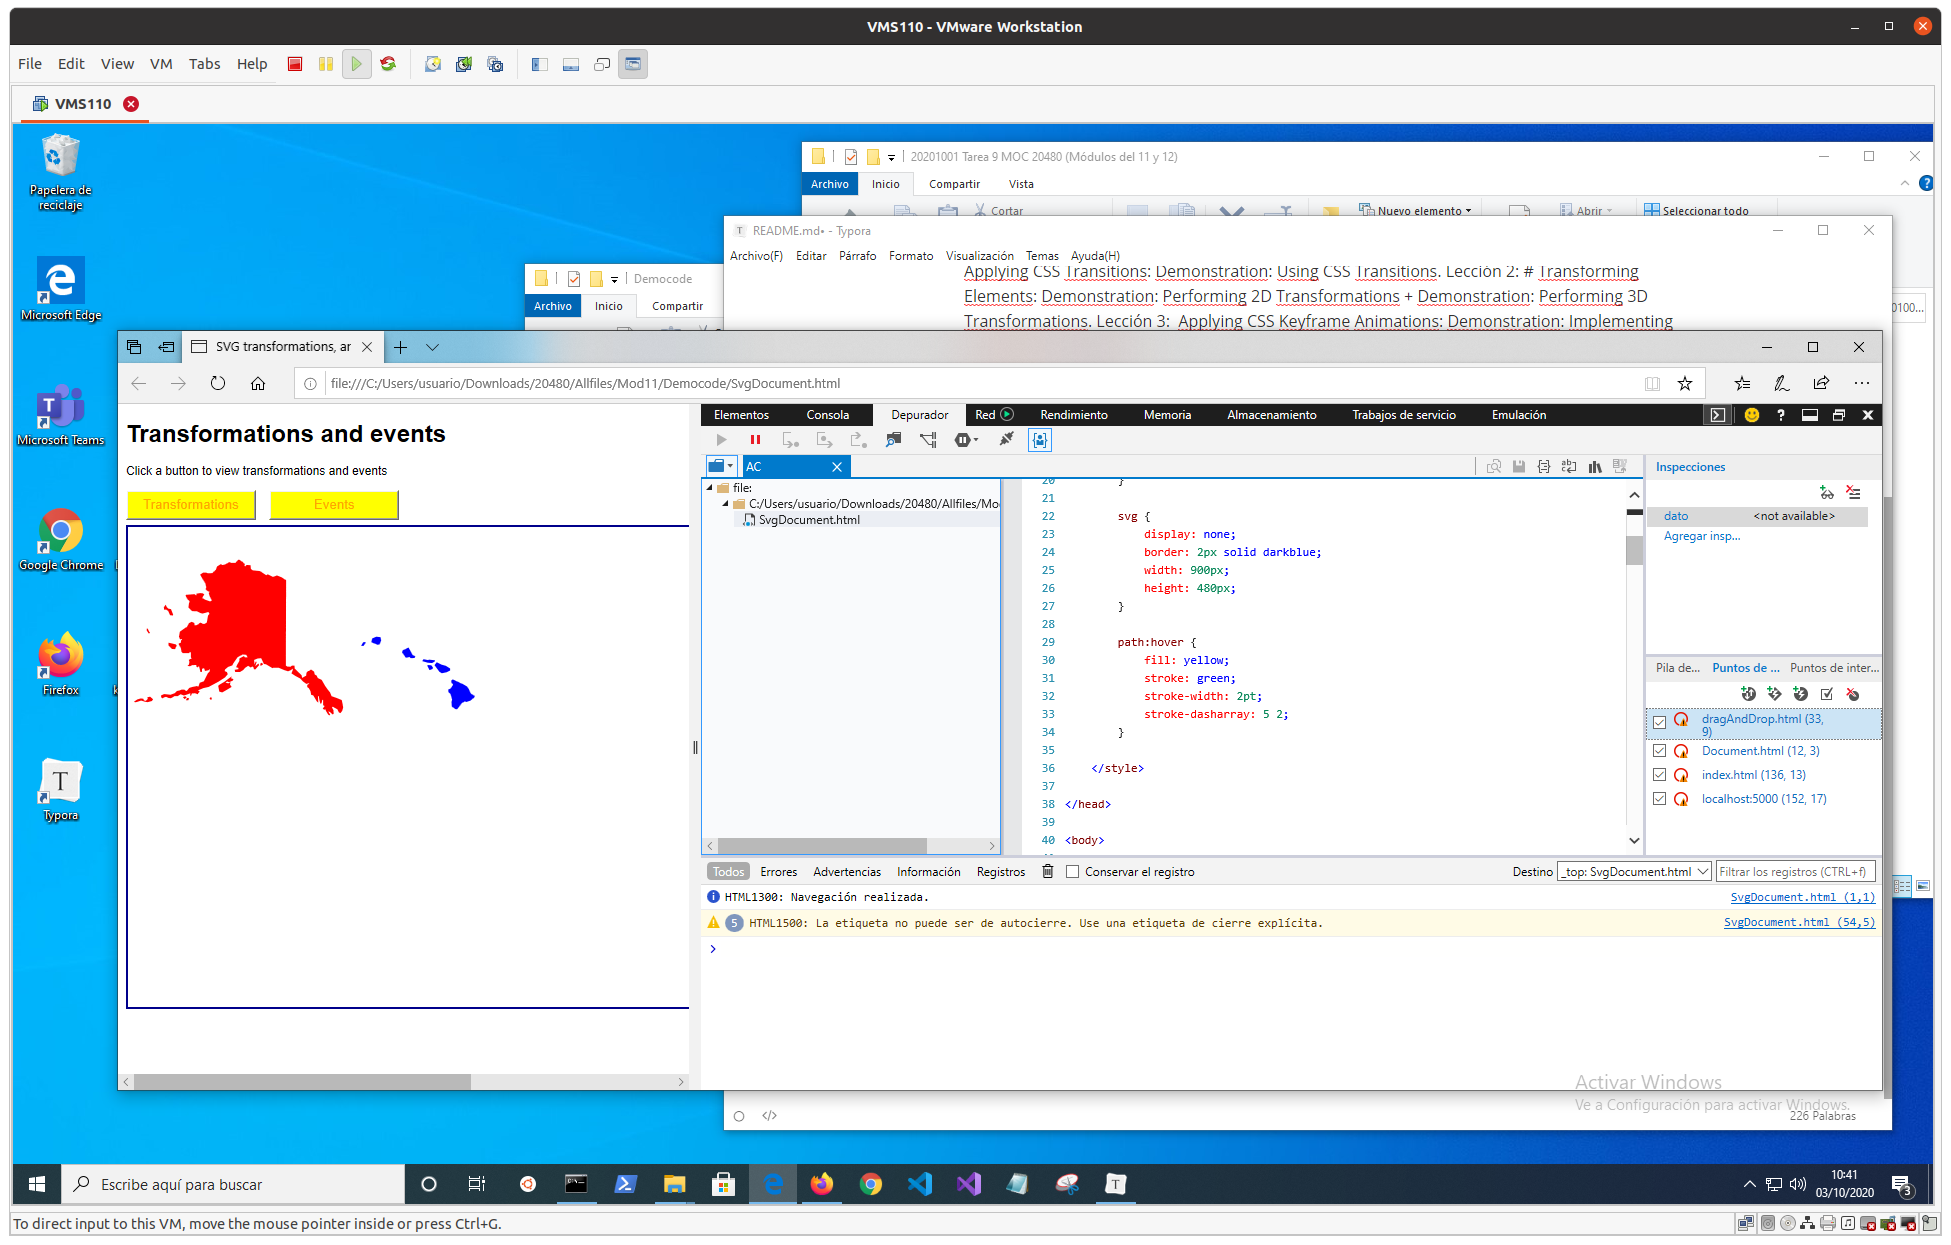 VMS110 - VMware Workstation
File Edit View VM Tabs Help
VMS110
Papelera de
reciclaje
Microsoft Edge
Microsoft Teams
Google Chrome
Firefox
Typora
20201001 Tarea 9 MOC 20480 (Módulos del 11 y 12)
Archivo Inicio Compartir Vista
Cortar Nuevo elemento Abrir Seleccionar todo
README.md• - Typora
Archivo(F) Editar Párrafo Formato Visualización Temas Ayuda(H)
Applying CSS Transitions: Demonstration: Using CSS Transitions. Lección 2: # Transforming
Elements: Demonstration: Performing 2D Transformations + Demonstration: Performing 3D
Transformations. Lección 3: Applying CSS Keyframe Animations: Demonstration: Implementing
Democode
Archivo Inicio Compartir
SVG transformations, ar
file:///C:/Users/usuario/Downloads/20480/Allfiles/Mod11/Democode/SvgDocument.html
Transformations and events
Click a button to view transformations and events
Transformations Events
Elementos Consola Depurador Red Rendimiento Memoria Almacenamiento Trabajos de servicio Emulación
AC
file:
C:/Users/usuario/Downloads/20480/Allfiles/Mo
SvgDocument.html
20 }
21
22 svg {
23 display: none;
24 border: 2px solid darkblue;
25 width: 900px;
26 height: 480px;
27 }
28
29 path:hover {
30 fill: yellow;
31 stroke: green;
32 stroke-width: 2pt;
33 stroke-dasharray: 5 2;
34 }
35
36 </style>
37
38 </head>
39
40 <body>
Inspecciones
dato <not available>
Agregar insp...
Pila de... Puntos de ... Puntos de inter...
dragAndDrop.html (33,
9)
Document.html (12, 3)
index.html (136, 13)
localhost:5000 (152, 17)
Todos Errores Advertencias Información Registros Conservar el registro Destino _top: SvgDocument.html Filtrar los registros (CTRL+f)
HTML1300: Navegación realizada. SvgDocument.html (1,1)
5 HTML1500: La etiqueta no puede ser de autocierre. Use una etiqueta de cierre explícita. SvgDocument.html (54,5)
Activar Windows
Ve a Configuración para activar Windows.
226 Palabras
Escribe aquí para buscar
10:41
03/10/2020
3
To direct input to this VM, move the mouse pointer inside or press Ctrl+G.